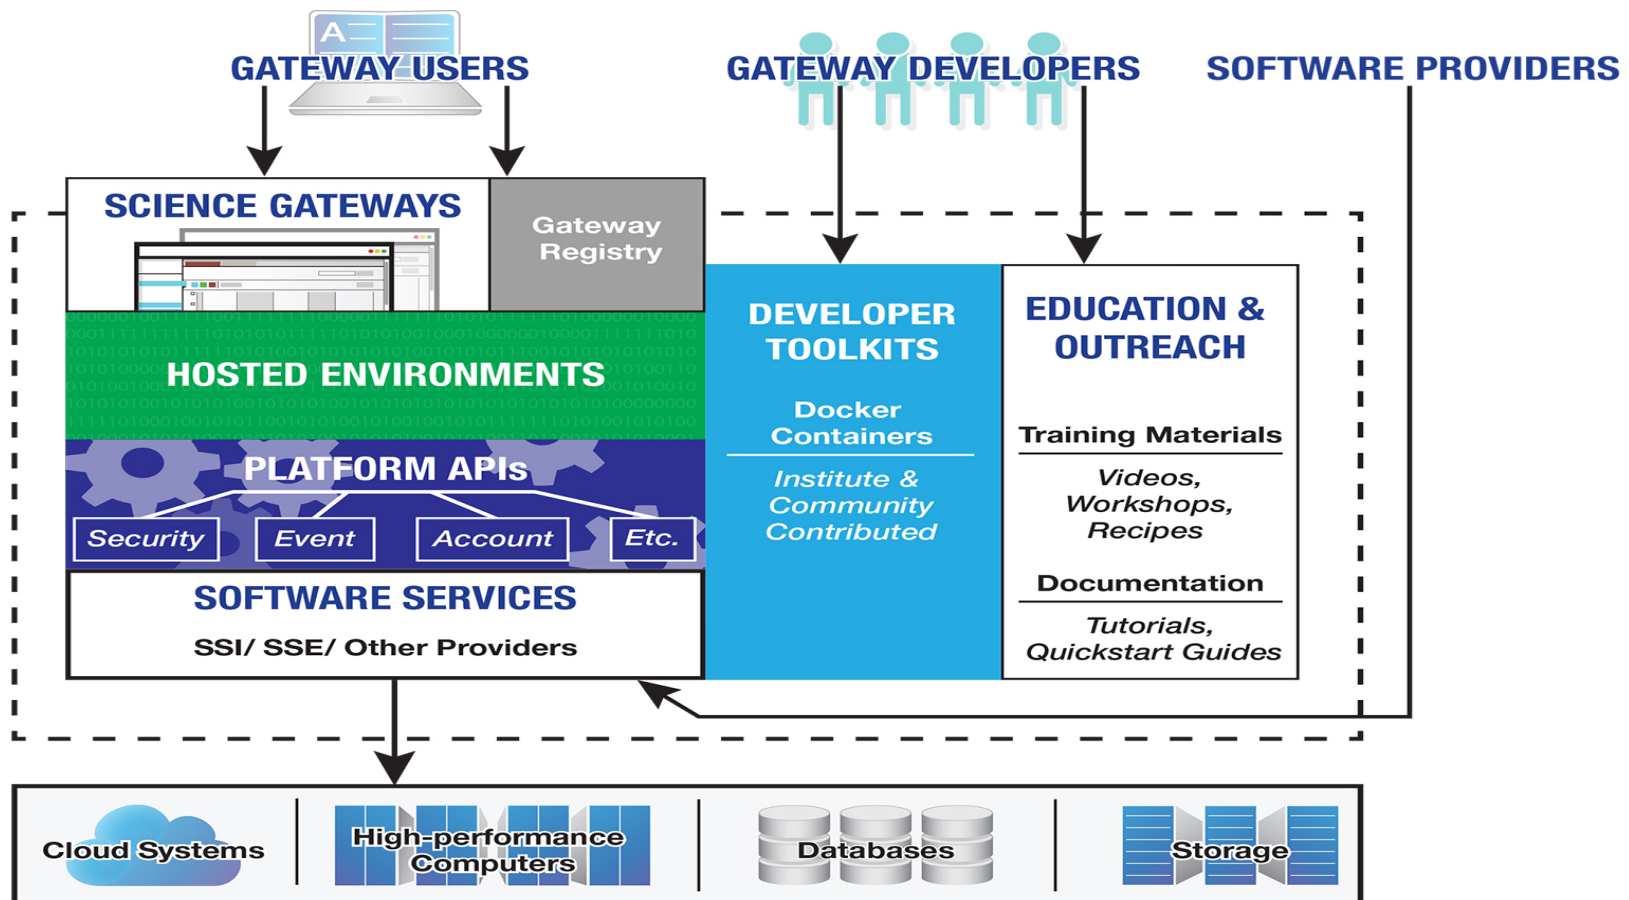 GATEWAY USERS
GATEWAY DEVELOPERS
SOFTWARE PROVIDERS
A
SCIENCE GATEWAYS
Gateway
Registry
HOSTED ENVIRONMENTS
PLATFORM APIs
Security
Event
Account
Etc.
SOFTWARE SERVICES
SSI/ SSE/ Other Providers
DEVELOPER
TOOLKITS
Docker
Containers
Institute &
Community
Contributed
EDUCATION &
OUTREACH
Training Materials
Videos,
Workshops,
Recipes
Documentation
Tutorials,
Quickstart Guides
Cloud Systems
High-performance
Computers
Databases
Storage